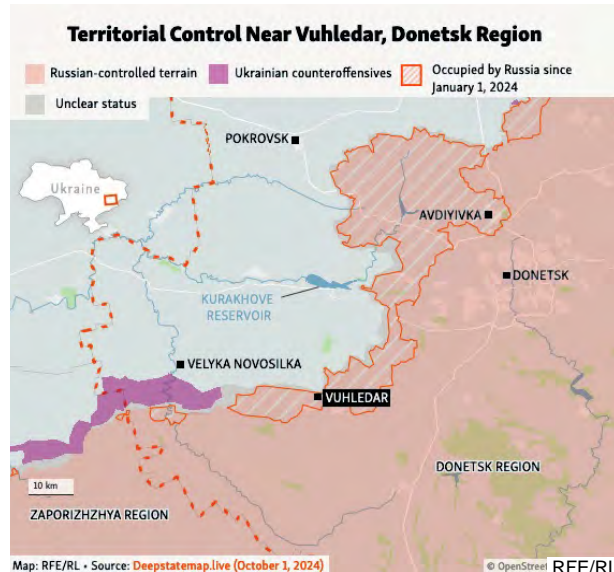 Territorial Control Near Vuhledar, Donetsk Region
Russian-controlled terrain
Ukrainian counteroffensives
Occupied by Russia since
January 1, 2024
Unclear status
POKROVSK
Ukraine
AVDIYIVKA
DONETSK
KURAKHOVE
RESERVOIR
VELYKA NOVOSILKA
VUHLEDAR
DONETSK REGION
10 km
ZAPORIZHZHYA REGION
Map: RFE/RL • Source: Deepstatemap.live (October 1, 2024)
© OpenStreet
RFE/RL